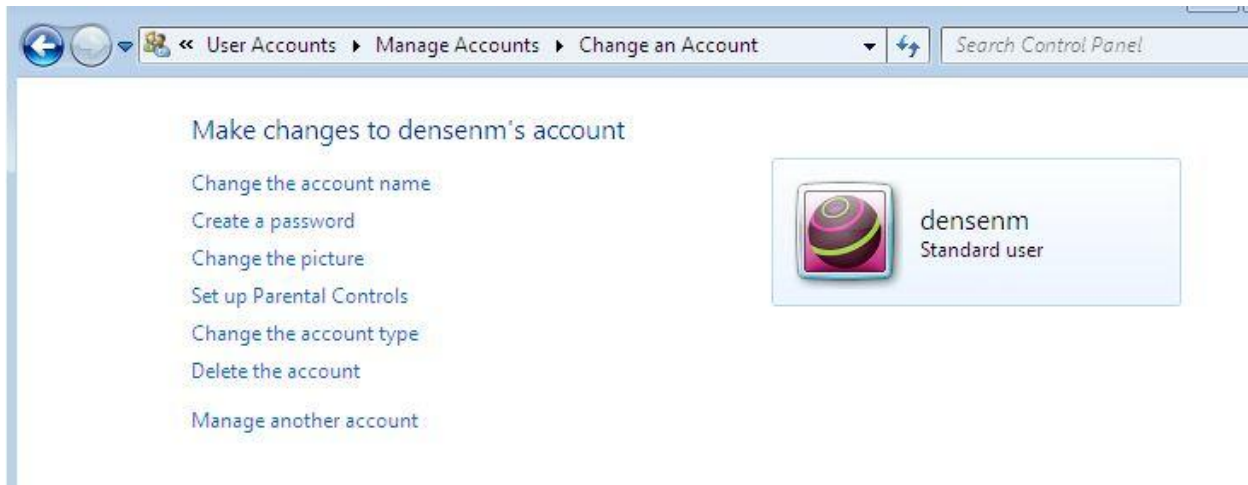 « User Accounts ▸ Manage Accounts ▸ Change an Account
Search Control Panel
Make changes to densenm's account
Change the account name
Create a password
Change the picture
Set up Parental Controls
Change the account type
Delete the account
Manage another account
densenm
Standard user